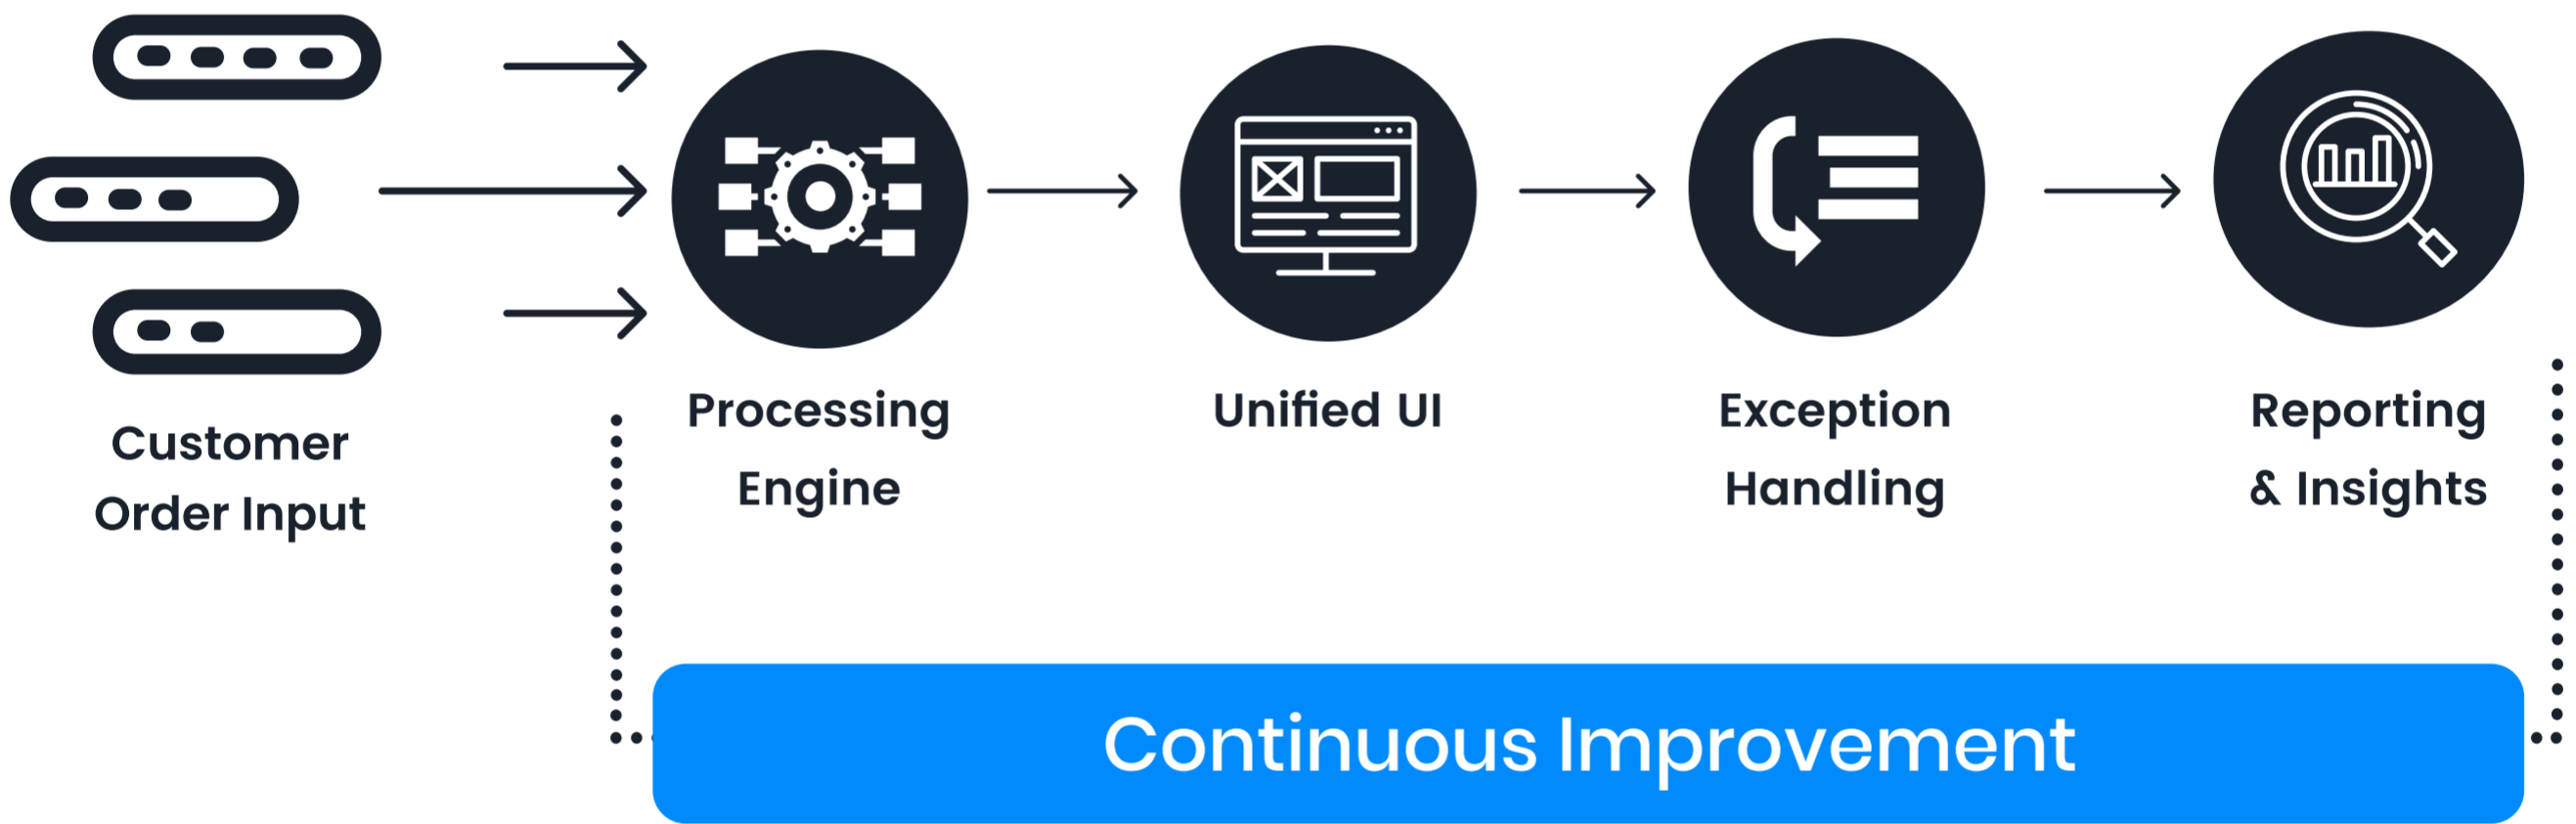 Customer
Order Input
Processing
Engine
Unified UI
Exception
Handling
Reporting
& Insights
Continuous Improvement